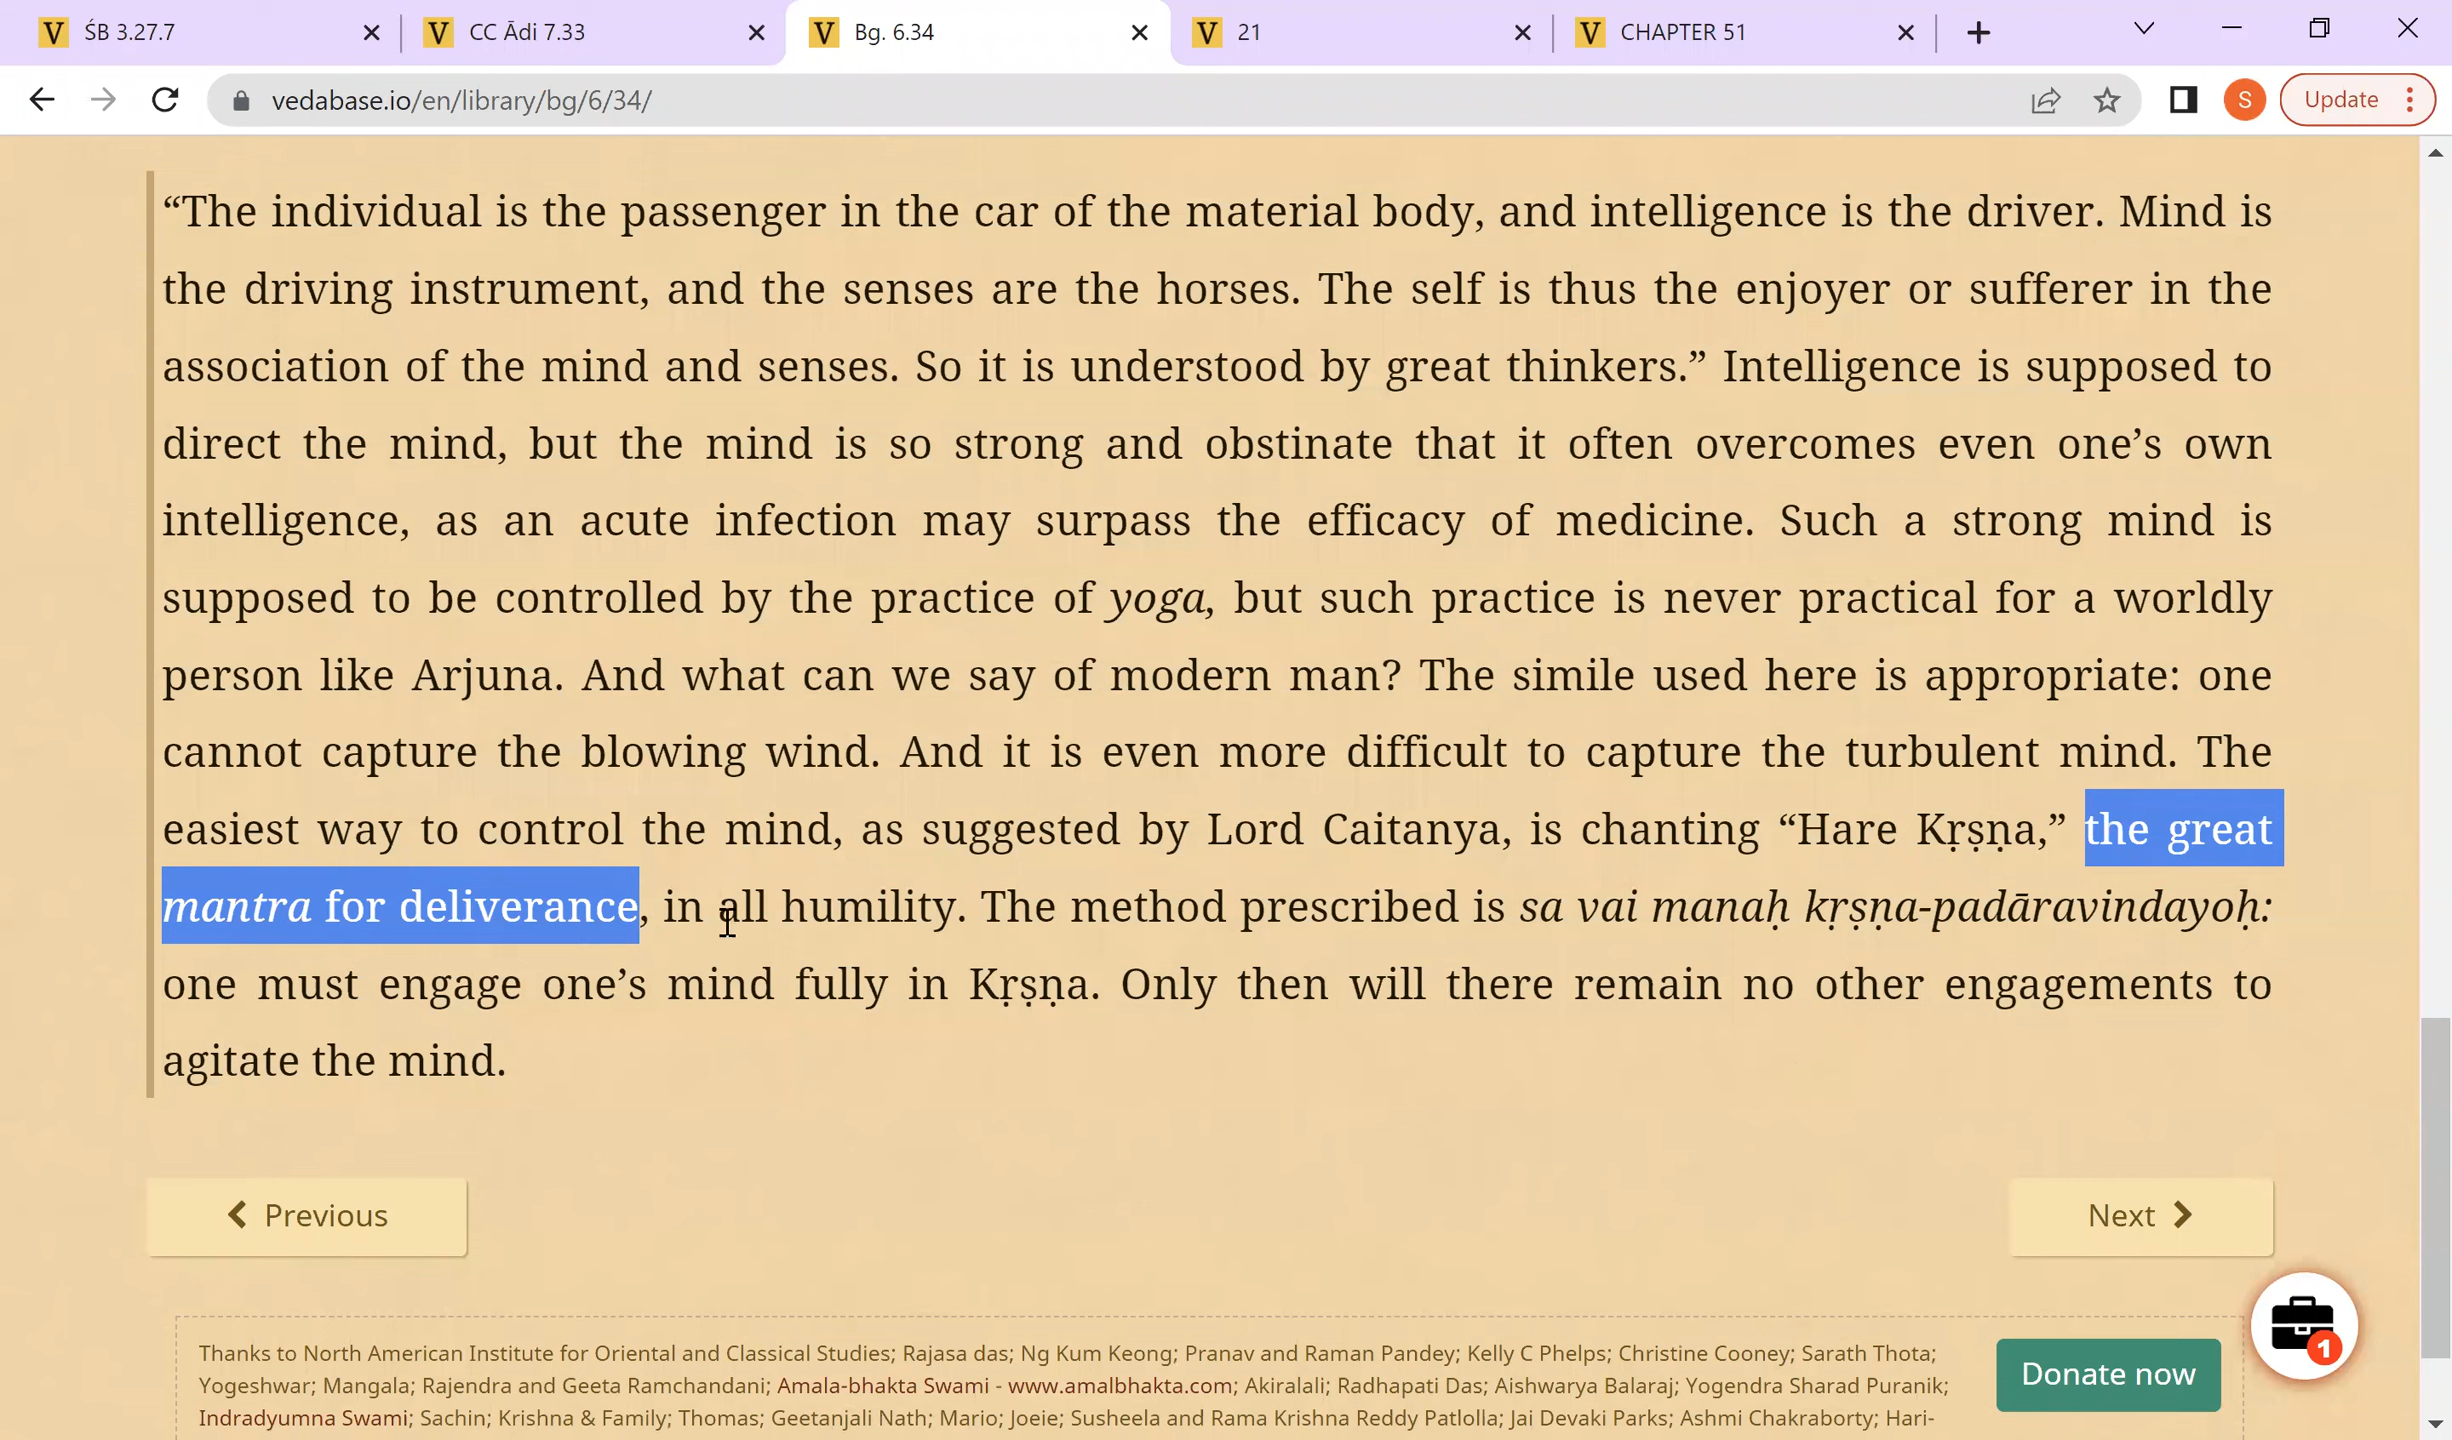 ŚB 3.27.7
CC Ādi 7.33
Bg. 6.34
21
CHAPTER 51
vedabase.io/en/library/bg/6/34/
S
Update
“The individual is the passenger in the car of the material body, and intelligence is the driver. Mind is
the driving instrument, and the senses are the horses. The self is thus the enjoyer or sufferer in the
association of the mind and senses. So it is understood by great thinkers.” Intelligence is supposed to
direct the mind, but the mind is so strong and obstinate that it often overcomes even one’s own
intelligence, as an acute infection may surpass the efficacy of medicine. Such a strong mind is
supposed to be controlled by the practice of yoga, but such practice is never practical for a worldly
person like Arjuna. And what can we say of modern man? The simile used here is appropriate: one
cannot capture the blowing wind. And it is even more difficult to capture the turbulent mind. The
easiest way to control the mind, as suggested by Lord Caitanya, is chanting “Hare Kṛṣṇa,” the great
mantra for deliverance, in all humility. The method prescribed is sa vai manaḥ kṛṣṇa-padāravindayoḥ:
one must engage one’s mind fully in Kṛṣṇa. Only then will there remain no other engagements to
agitate the mind.
Previous
Next
1
Thanks to North American Institute for Oriental and Classical Studies; Rajasa das; Ng Kum Keong; Pranav and Raman Pandey; Kelly C Phelps; Christine Cooney; Sarath Thota;
Yogeshwar; Mangala; Rajendra and Geeta Ramchandani; Amala-bhakta Swami - www.amalbhakta.com; Akiralali; Radhapati Das; Aishwarya Balaraj; Yogendra Sharad Puranik;
Indradyumna Swami; Sachin; Krishna & Family; Thomas; Geetanjali Nath; Mario; Joeie; Susheela and Rama Krishna Reddy Patlolla; Jai Devaki Parks; Ashmi Chakraborty; Hari-
Donate now